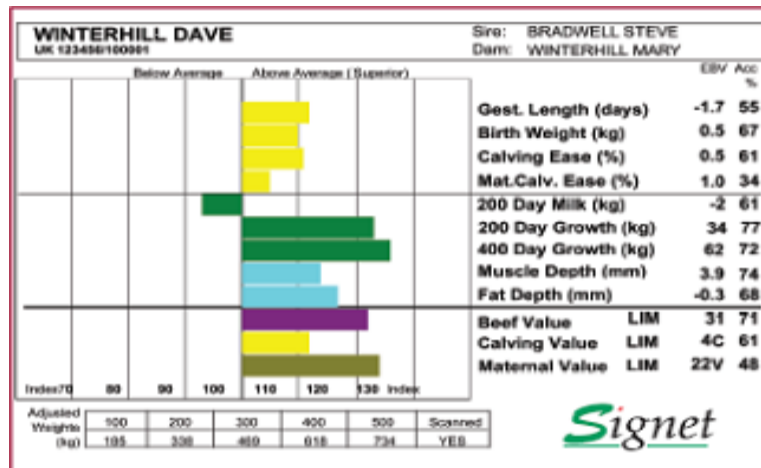 WINTERHILL DAVE
UK 123456/100001
Sire: BRADWELL STEVE
Dam: WINTERHILL MARY
Below Average Above Average (Superior)
EBV Acc
%
Gest. Length (days) -1.7 55
Birth Weight (kg) 0.5 67
Calving Ease (%) 0.5 61
Mat.Calv. Ease (%) 1.0 34
200 Day Milk (kg) -2 61
200 Day Growth (kg) 34 77
400 Day Growth (kg) 62 72
Muscle Depth (mm) 3.9 74
Fat Depth (mm) -0.3 68
Beef Value LIM 31 71
Calving Value LIM 4C 61
Maternal Value LIM 22V 48
Index70 80 90 100 110 120 130 Index
Adjusted Weights (kg)
100 200 300 400 500 Scanned
185 338 469 618 734 YES
Signet